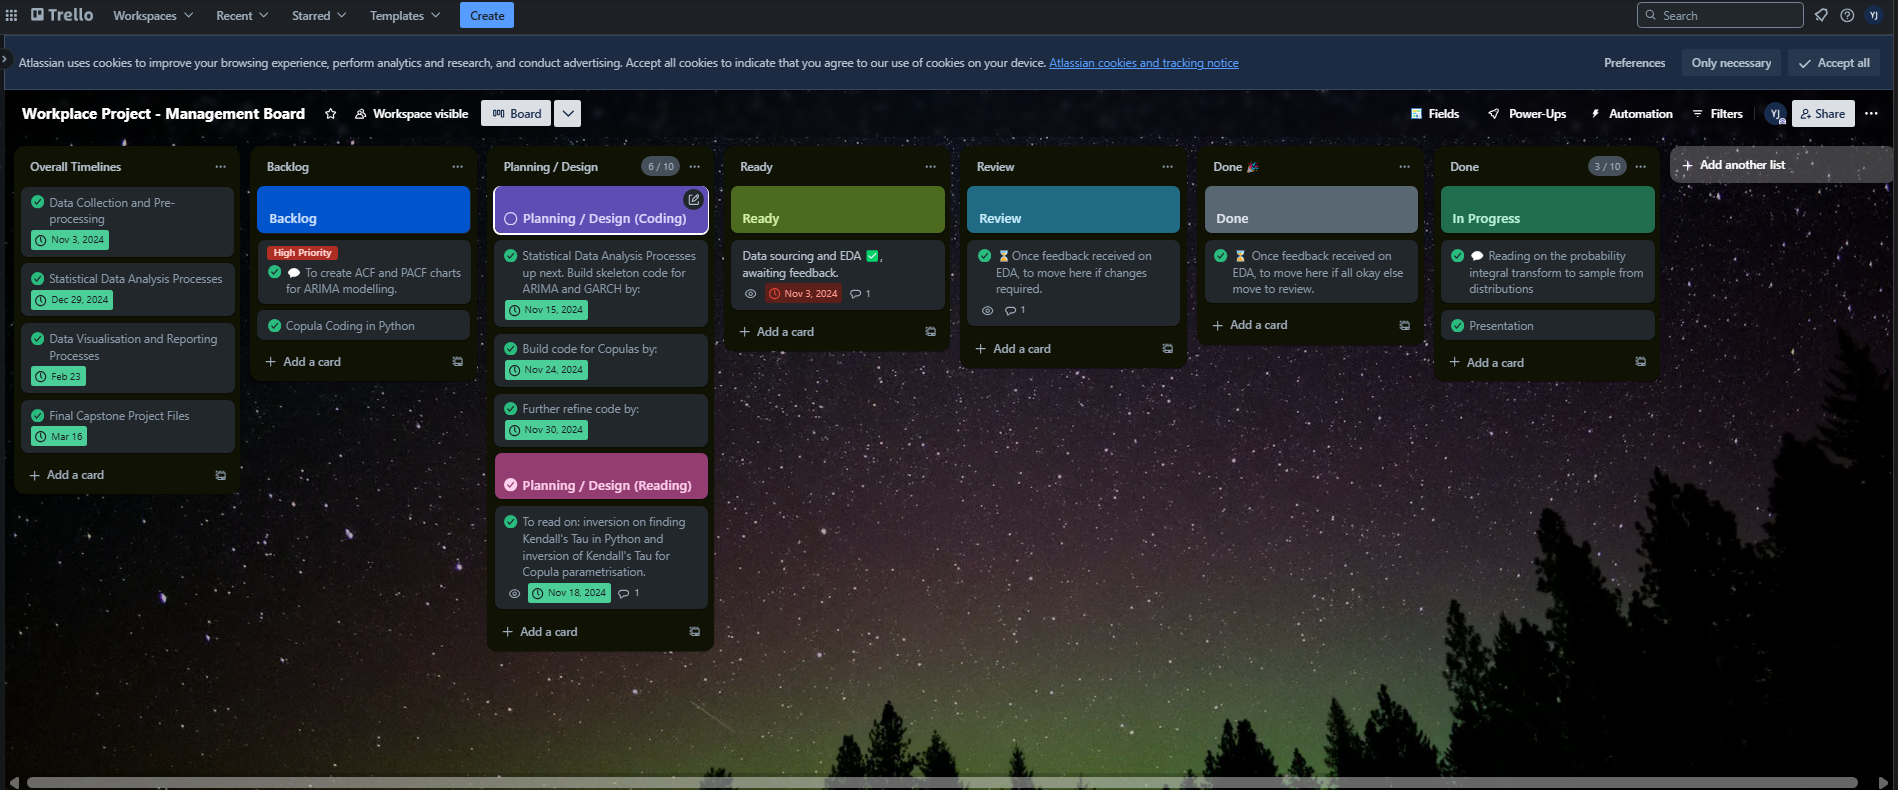 Trello
Workspaces
Recent
Starred
Templates
Create
Search
YJ
Atlassian uses cookies to improve your browsing experience, perform analytics and research, and conduct advertising. Accept all cookies to indicate that you agree to our use of cookies on your device. Atlassian cookies and tracking notice
Preferences
Only necessary
Accept all
Workplace Project - Management Board
Workspace visible
Board
Fields
Power-Ups
Automation
Filters
YJ
Share
Overall Timelines
Data Collection and Pre-
processing
Nov 3, 2024
Statistical Data Analysis Processes
Dec 29, 2024
Data Visualisation and Reporting
Processes
Feb 23
Final Capstone Project Files
Mar 16
+ Add a card
Backlog
Backlog
High Priority
💬 To create ACF and PACF charts
for ARIMA modelling.
Copula Coding in Python
+ Add a card
Planning / Design
6 / 10
Planning / Design (Coding)
Statistical Data Analysis Processes
up next. Build skeleton code for
ARIMA and GARCH by:
Nov 15, 2024
Build code for Copulas by:
Nov 24, 2024
Further refine code by:
Nov 30, 2024
Planning / Design (Reading)
To read on: inversion on finding
Kendall's Tau in Python and
inversion of Kendall's Tau for
Copula parametrisation.
Nov 18, 2024
1
+ Add a card
Ready
Ready
Data sourcing and EDA ✅,
awaiting feedback.
Nov 3, 2024
1
+ Add a card
Review
Review
⌛Once feedback received on
EDA, to move here if changes
required.
1
+ Add a card
Done 🎉
Done
⌛ Once feedback received on
EDA, to move here if all okay else
move to review.
+ Add a card
Done
3 / 10
In Progress
💬 Reading on the probability
integral transform to sample from
distributions
Presentation
+ Add a card
+ Add another list